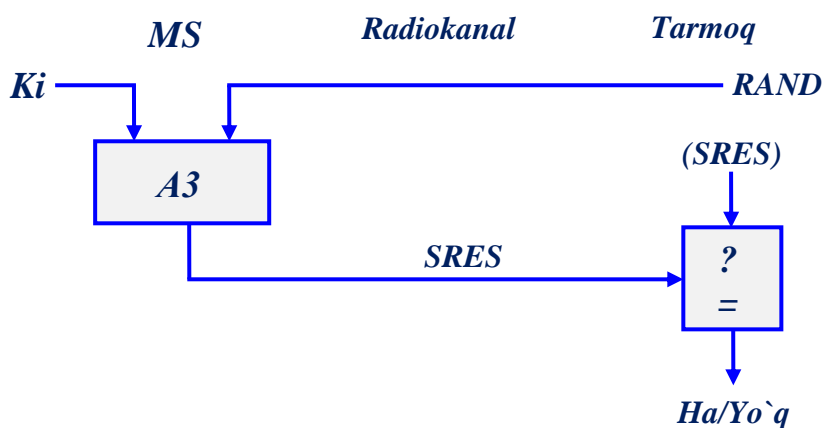 MS Radiokanal Tarmoq
Ki RAND
A3
(SRES)
SRES
?
=
Ha/Yo`q